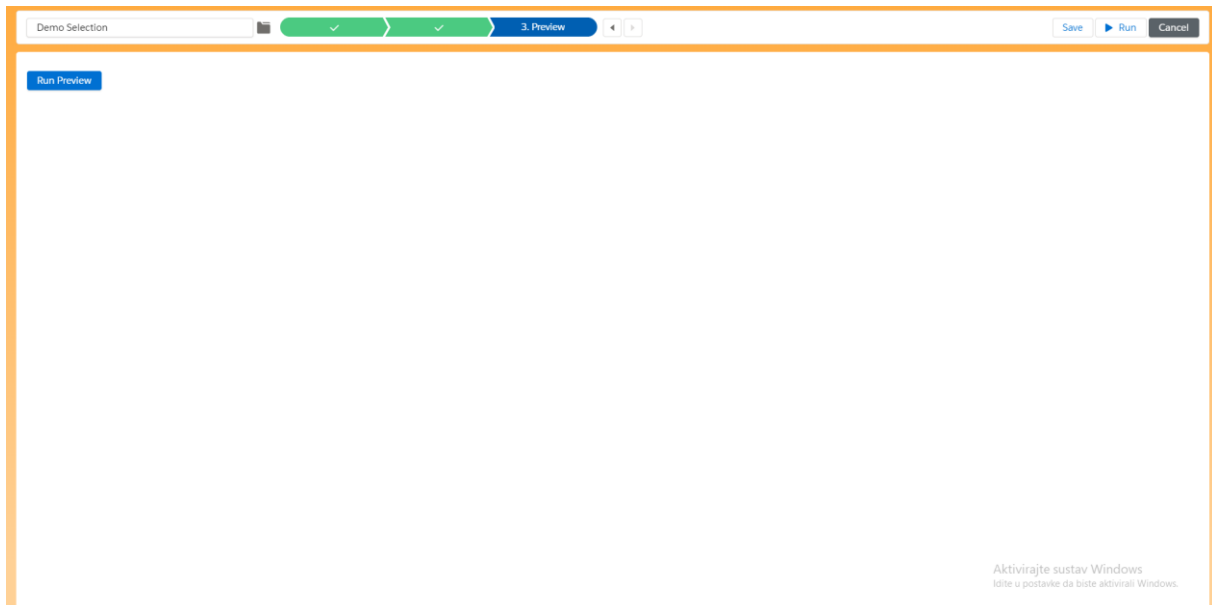 Demo Selection
3. Preview
Save
Run
Cancel
Run Preview
Aktivirajte sustav Windows
Idite u postavke da biste aktivirali Windows.